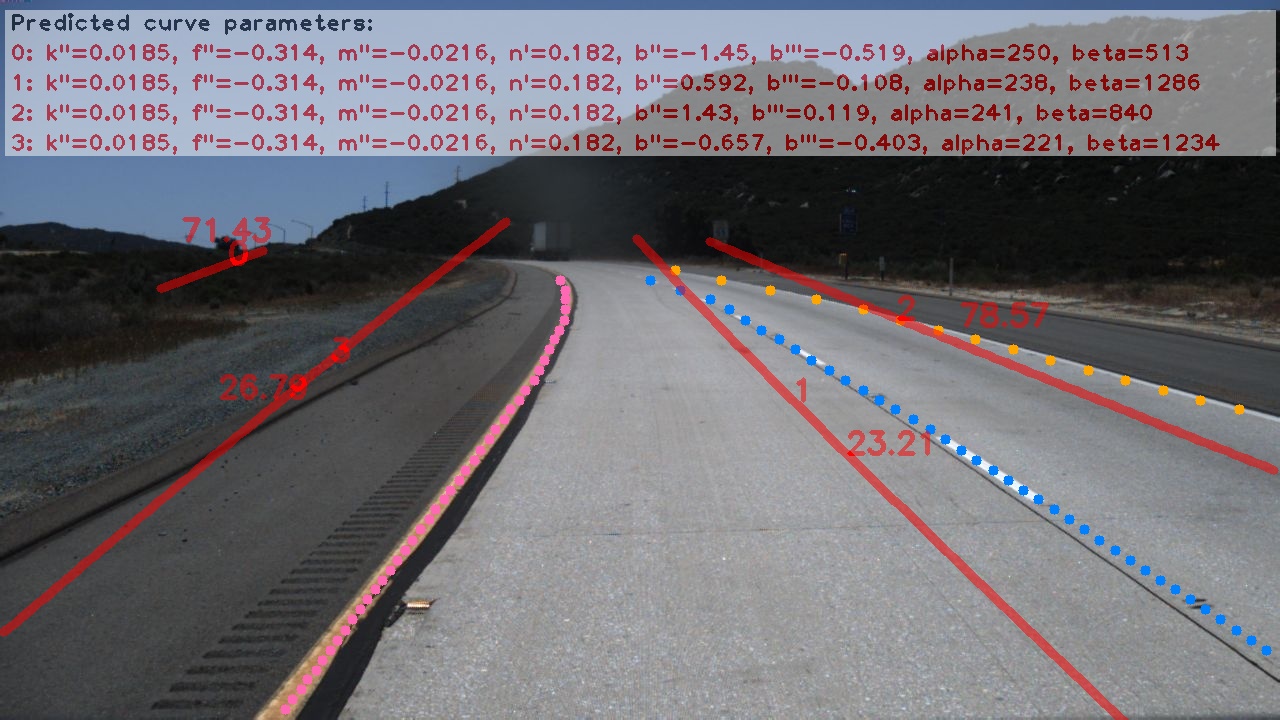 Predicted curve parameters:
0: k''=0.0185, f''=-0.314, m''=-0.0216, n'=0.182, b''=-1.45, b'''=-0.519, alpha=250, beta=513
1: k''=0.0185, f''=-0.314, m''=-0.0216, n'=0.182, b''=0.592, b'''=-0.108, alpha=238, beta=1286
2: k''=0.0185, f''=-0.314, m''=-0.0216, n'=0.182, b''=1.43, b'''=0.119, alpha=241, beta=840
3: k''=0.0185, f''=-0.314, m''=-0.0216, n'=0.182, b''=-0.657, b'''=-0.403, alpha=221, beta=1234
71.43
0
2 78.57
3
1
23.21